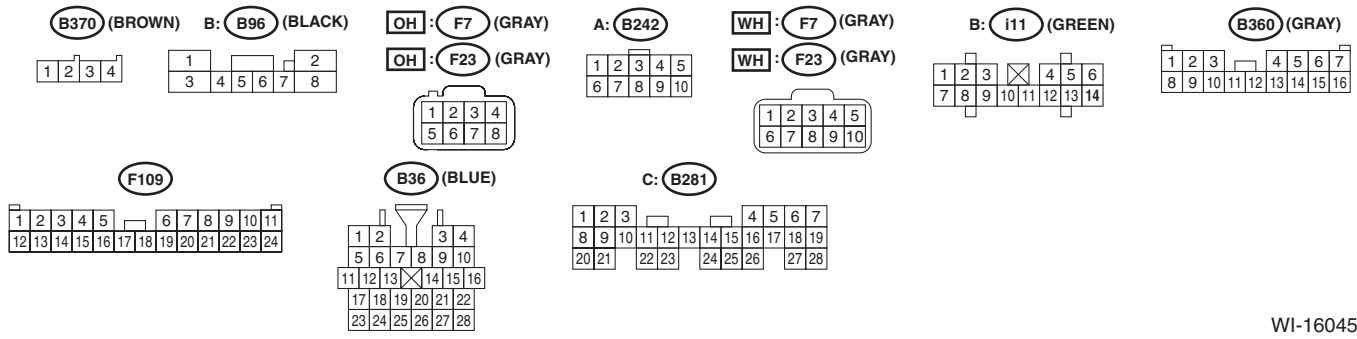 B370 (BROWN) B: B96 (BLACK) OH : F7 (GRAY) A: B242 WH : F7 (GRAY) B: i11 (GREEN) B360 (GRAY)
OH : F23 (GRAY) WH : F23 (GRAY)
1 2 3 4
1 2
3 4 5 6 7 8
1 2 3 4
5 6 7 8
1 2 3 4 5
6 7 8 9 10
1 2 3 4 5
6 7 8 9 10
1 2 3 4 5 6
7 8 9 10 11 12 13 14
1 2 3 4 5 6 7
8 9 10 11 12 13 14 15 16
F109 B36 (BLUE) C: B281
1 2 3 4 5 6 7 8 9 10 11
12 13 14 15 16 17 18 19 20 21 22 23 24
1 2 3 4
5 6 7 8 9 10
11 12 13 14 15 16
17 18 19 20 21 22
23 24 25 26 27 28
1 2 3 4 5 6 7
8 9 10 11 12 13 14 15 16 17 18 19
20 21 22 23 24 25 26 27 28
WI-16045